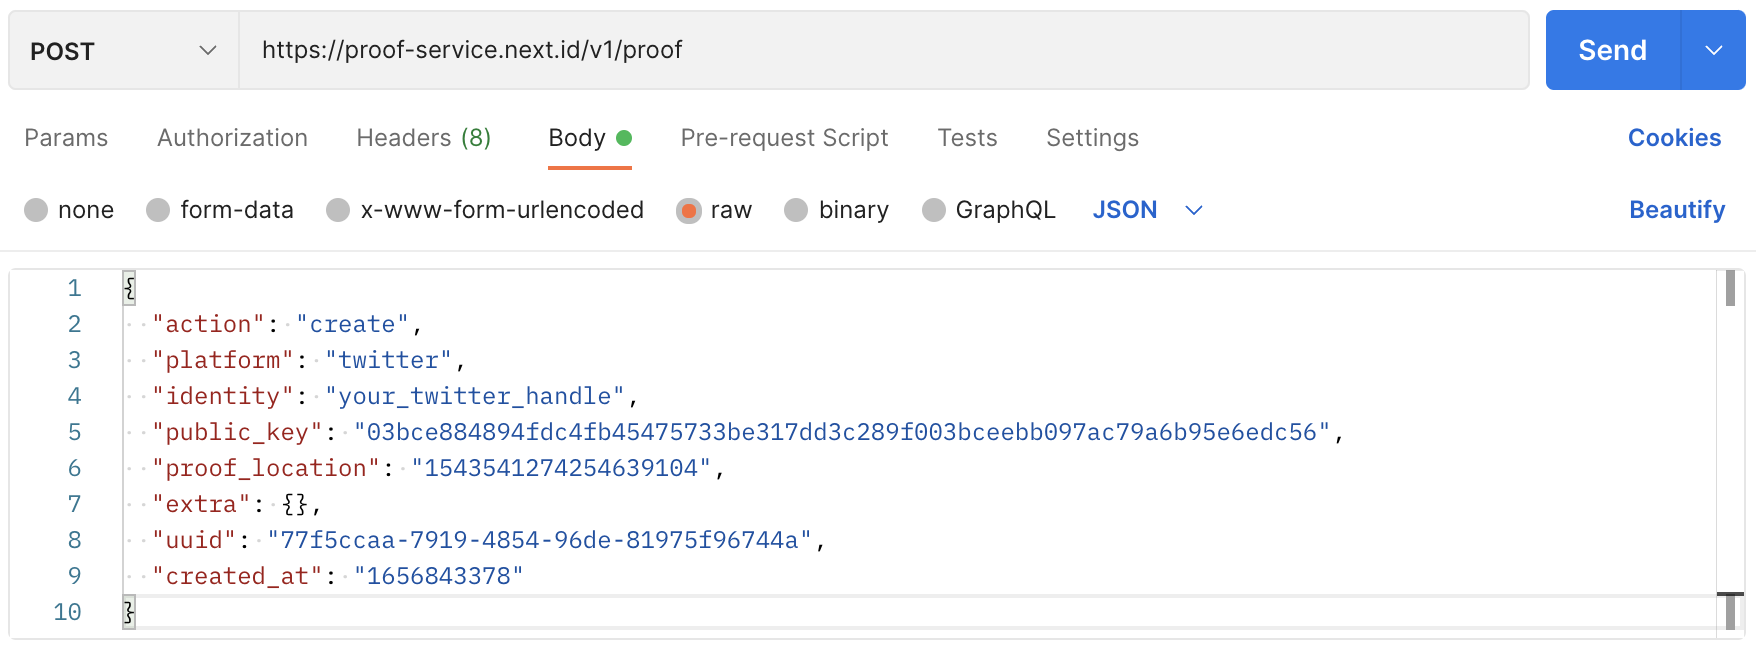 POST https://proof-service.next.id/v1/proof Send
Params Authorization Headers (8) Body Pre-request Script Tests Settings Cookies
none form-data x-www-form-urlencoded raw binary GraphQL JSON Beautify
1 {
2 "action": "create",
3 "platform": "twitter",
4 "identity": "your_twitter_handle",
5 "public_key": "03bce884894fdc4fb45475733be317dd3c289f003bceebb097ac79a6b95e6edc56",
6 "proof_location": "1543541274254639104",
7 "extra": {},
8 "uuid": "77f5ccaa-7919-4854-96de-81975f96744a",
9 "created_at": "1656843378"
10 }